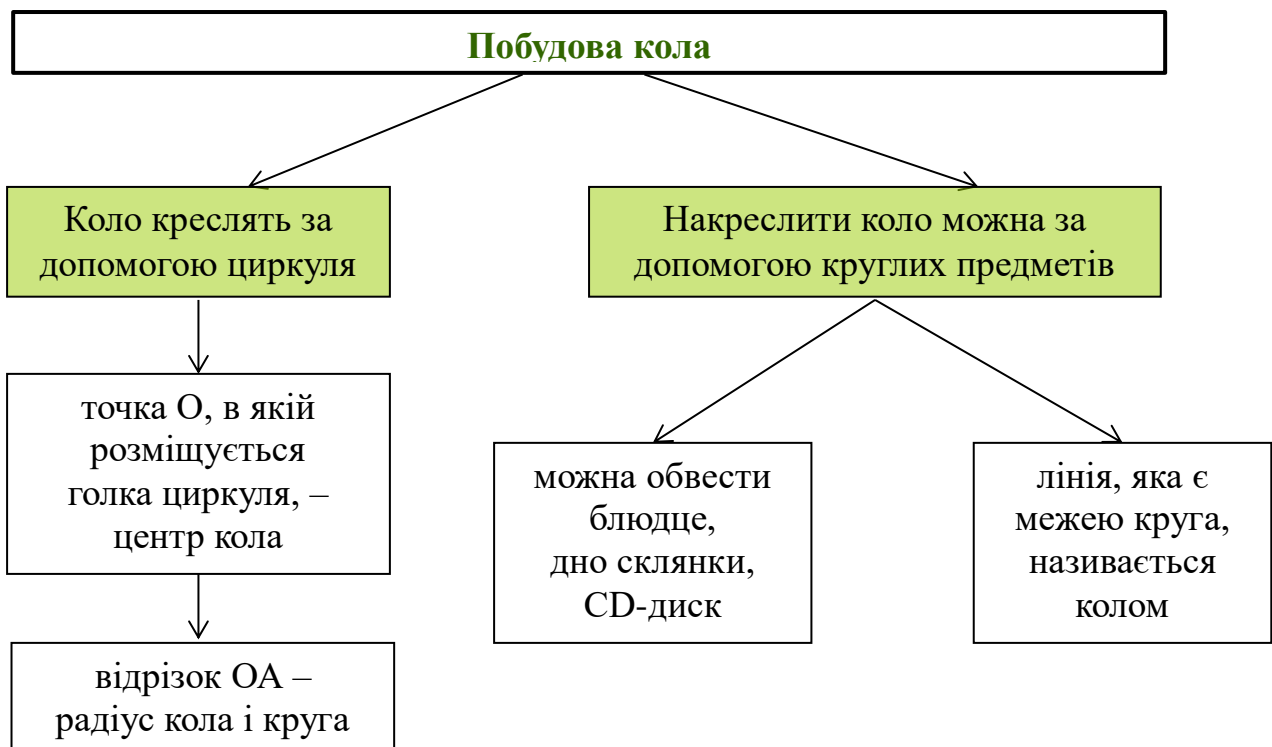 Побудова кола
Коло креслять за
допомогою циркуля
Накреслити коло можна за
допомогою круглих предметів
точка О, в якій
розміщується
голка циркуля, –
центр кола
можна обвести
блюдце,
дно склянки,
CD-диск
лінія, яка є
межею круга,
називається
колом
відрізок ОА –
радіус кола і круга